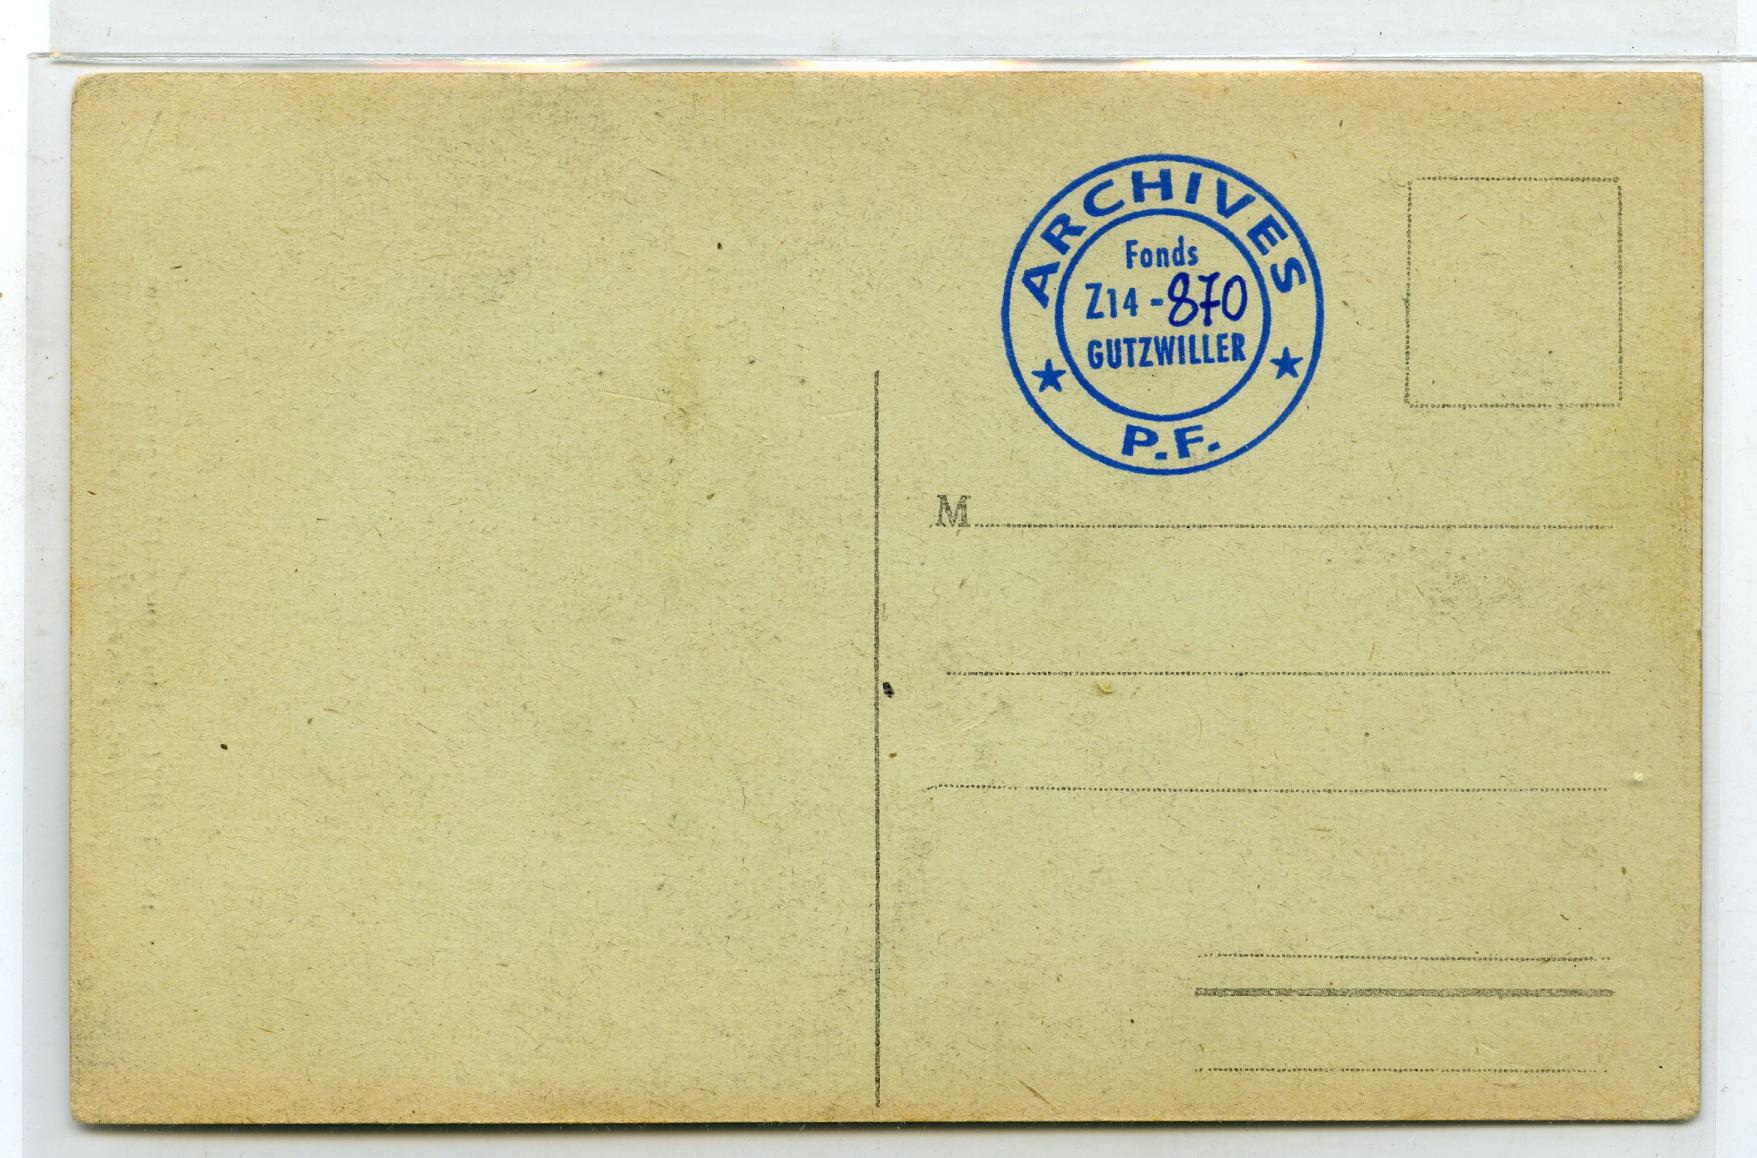 ARCHIVES
Fonds
Z14 - 870
GUTZWILLER
P.F.
M